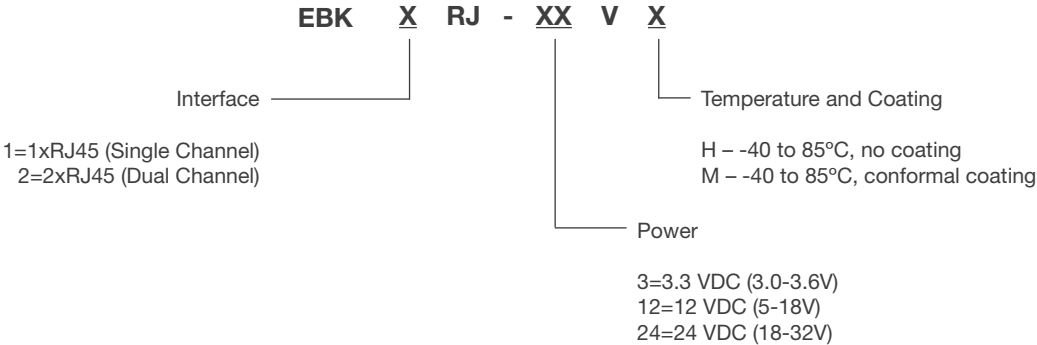 EBK X RJ - XX V X
Interface
1=1xRJ45 (Single Channel)
2=2xRJ45 (Dual Channel)
Temperature and Coating
H – -40 to 85ºC, no coating
M – -40 to 85ºC, conformal coating
Power
3=3.3 VDC (3.0-3.6V)
12=12 VDC (5-18V)
24=24 VDC (18-32V)